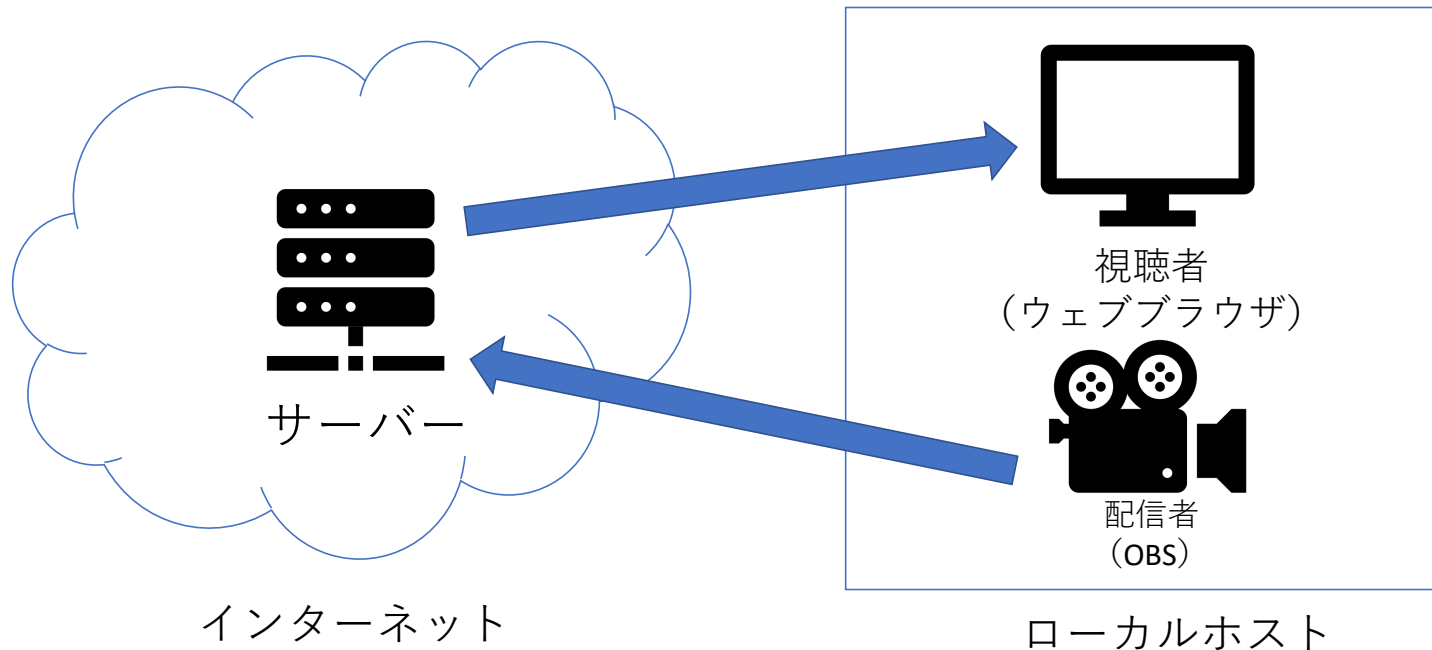 サーバー
インターネット
視聴者
（ウェブブラウザ）
配信者
（OBS）
ローカルホスト